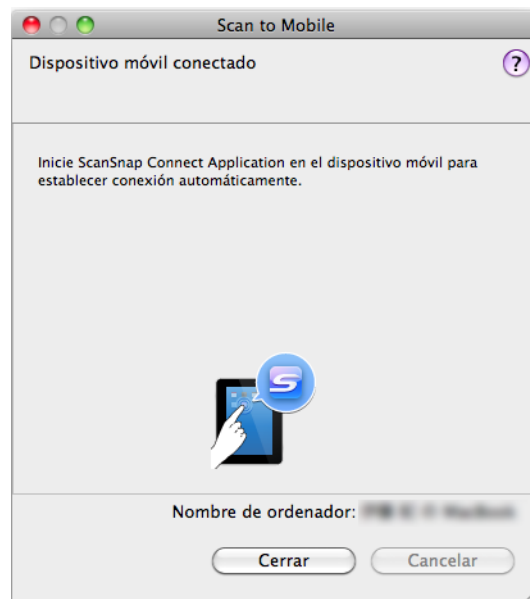 Scan to Mobile
Dispositivo móvil conectado
?
Inicie ScanSnap Connect Application en el dispositivo móvil para
establecer conexión automáticamente.
S
Nombre de ordenador:
Cerrar
Cancelar